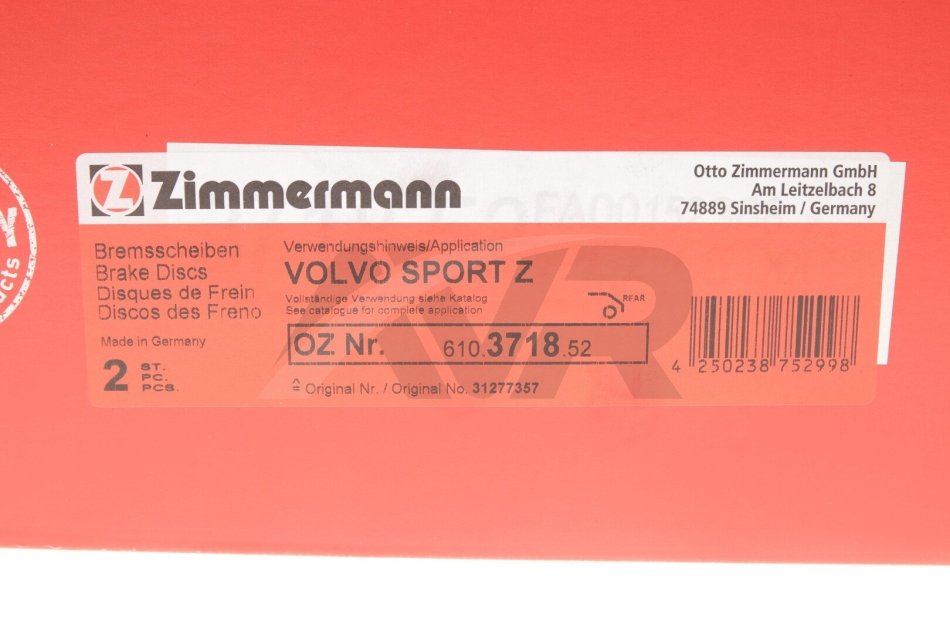 Z Zimmermann
Otto Zimmermann GmbH
Am Leitzelbach 8
74889 Sinsheim / Germany
Bremsscheiben
Brake Discs
Disques de Frein
Discos des Freno
Made in Germany
2 ST.
PC.
PCS.
Verwendungshinweis/Application
VOLVO SPORT Z
Vollständige Verwendung siehe Katalog
See catalogue for complete application
REAR
OZ Nr. 610.3718.52
≙ Original Nr. / Original No. 31277357
4 250238 752998
XVR